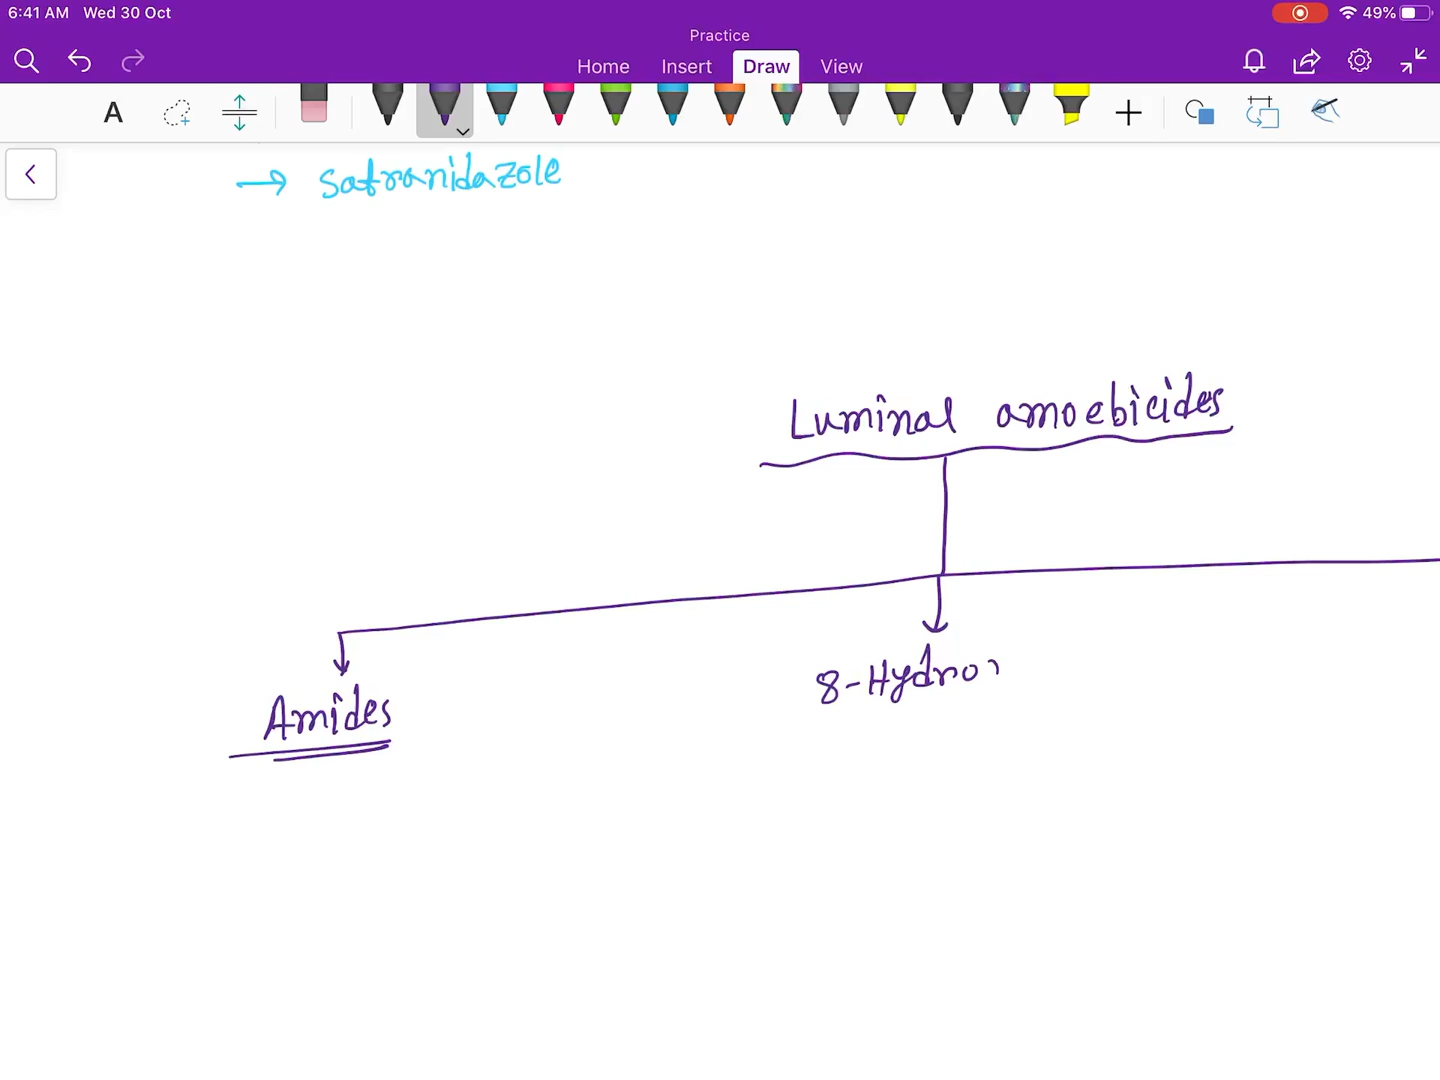 6:41 AM Wed 30 Oct
49%
Practice
Home Insert Draw View
A
→ Satranidazole
Luminal amoebicides
Amides
8-Hydro